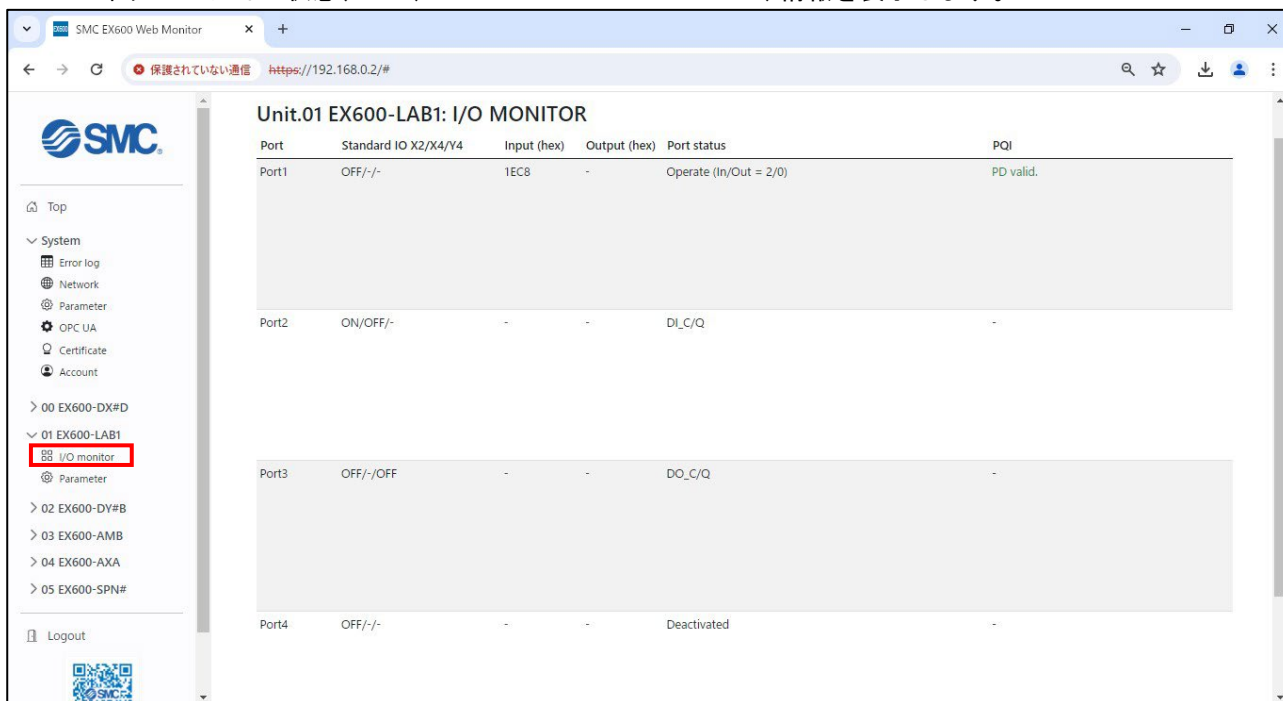 SMC EX600 Web Monitor
保護されていない通信 https://192.168.0.2/#
SMC
Top
System
Error log
Network
Parameter
OPC UA
Certificate
Account
00 EX600-DX#D
01 EX600-LAB1
I/O monitor
Parameter
02 EX600-DY#B
03 EX600-AMB
04 EX600-AXA
05 EX600-SPN#
Logout
Unit.01 EX600-LAB1: I/O MONITOR
Port Standard IO X2/X4/Y4 Input (hex) Output (hex) Port status PQI
Port1 OFF/-/- 1EC8 - Operate (In/Out = 2/0) PD valid.
Port2 ON/OFF/- - - DI_C/Q -
Port3 OFF/-/OFF - - DO_C/Q -
Port4 OFF/-/- - - Deactivated -